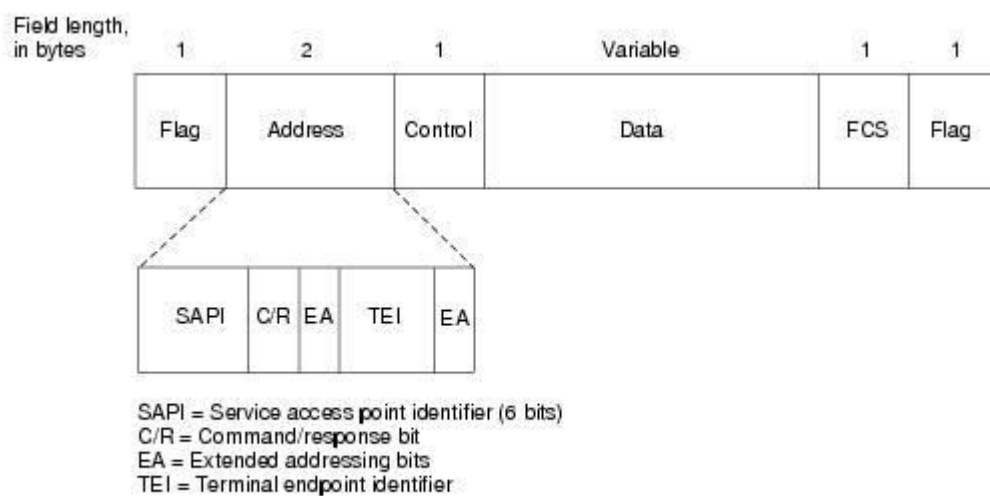 Field length,
in bytes 1 2 1 Variable 1 1
Flag Address Control Data FCS Flag
SAPI C/R EA TEI EA
SAPI = Service access point identifier (6 bits)
C/R = Command/response bit
EA = Extended addressing bits
TEI = Terminal endpoint identifier